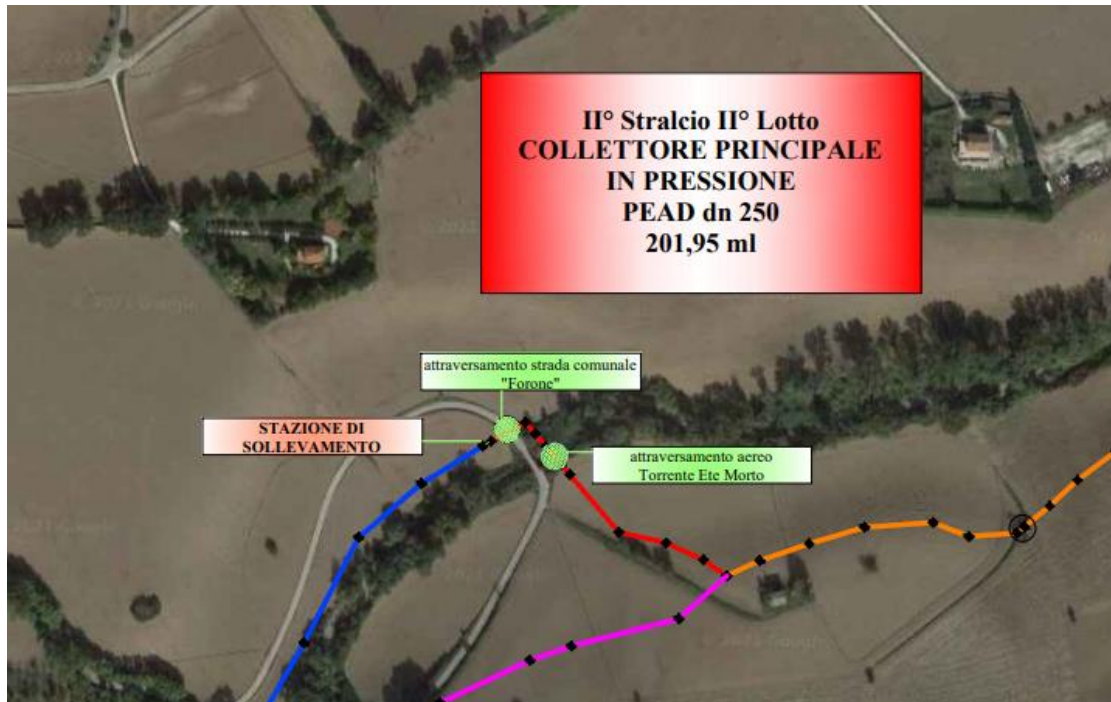 II° Stralcio II° Lotto
COLLETTORE PRINCIPALE
IN PRESSIONE
PEAD dn 250
201,95 ml
attraversamento strada comunale
"Forone"
STAZIONE DI
SOLLEVAMENTO
attraversamento aereo
Torrente Ete Morto